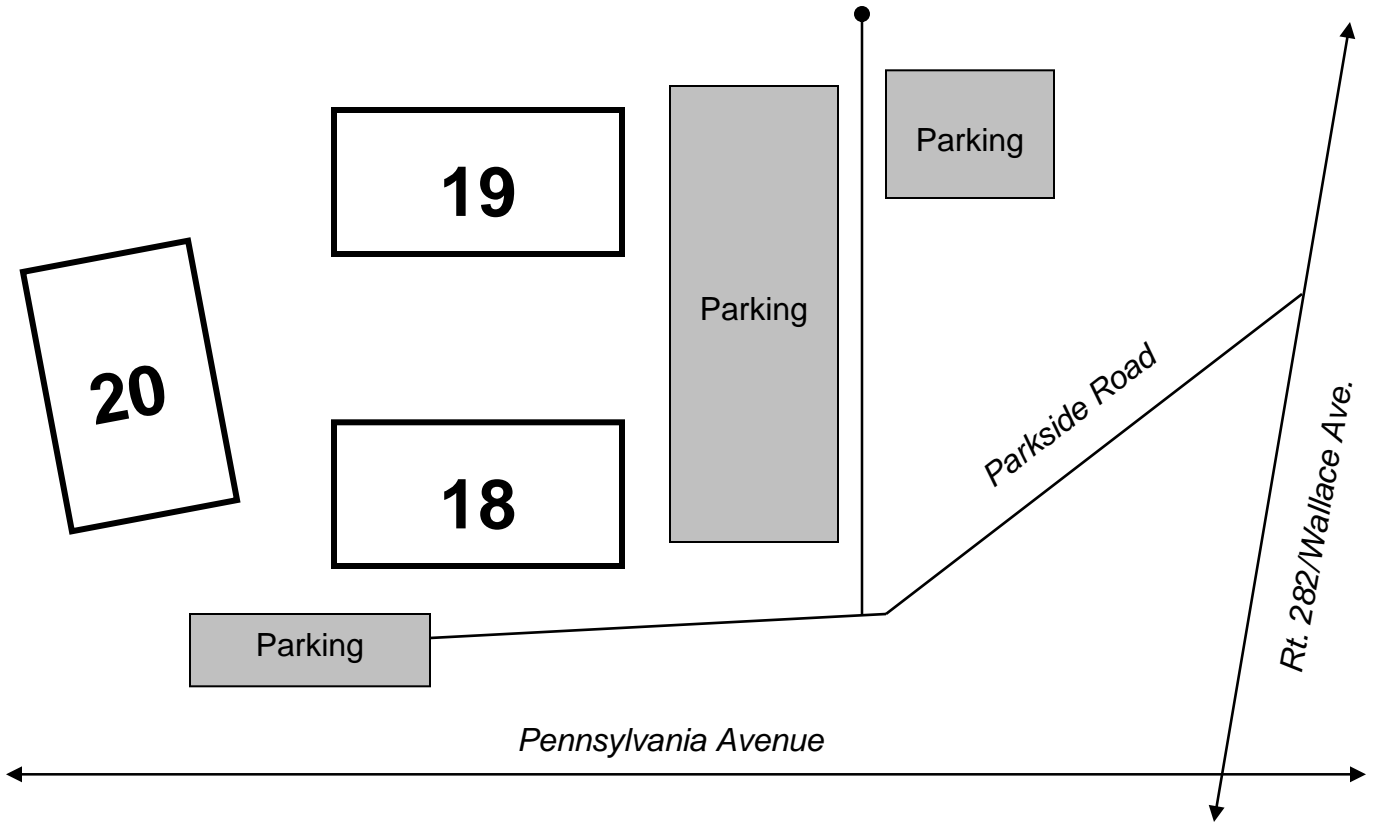 Parking
19
Parking
20
Parkside Road
Rt. 282/Wallace Ave.
18
Parking
Pennsylvania Avenue